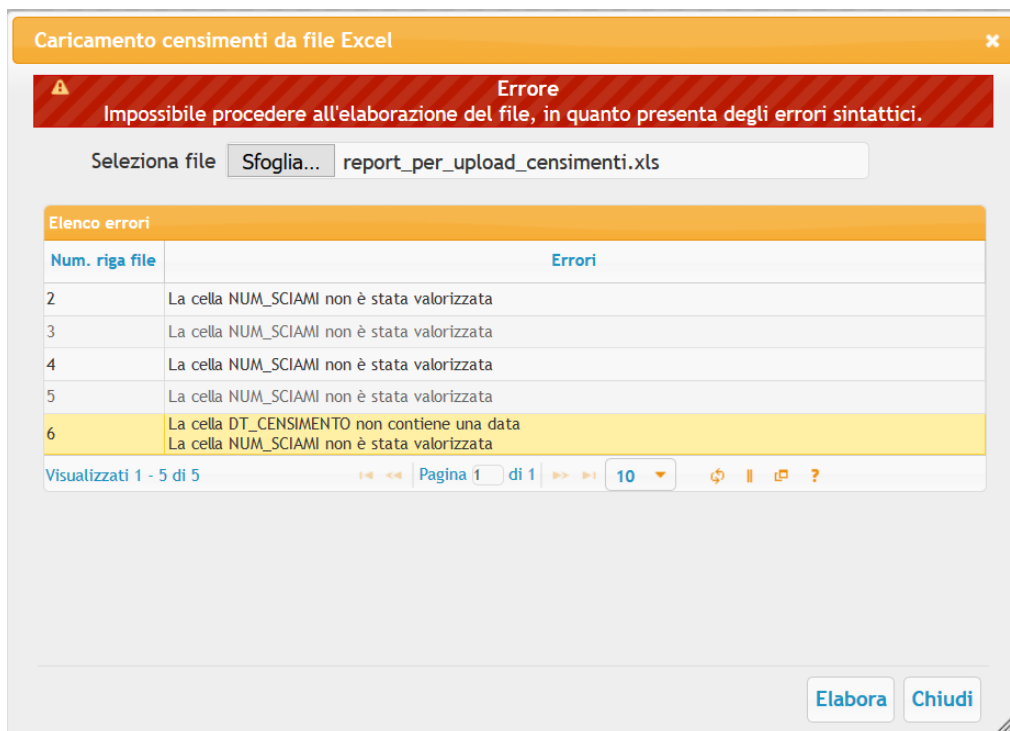 Caricamento censimenti da file Excel
Errore
Impossibile procedere all'elaborazione del file, in quanto presenta degli errori sintattici.
Seleziona file Sfoglia... report_per_upload_censimenti.xls
Elenco errori
Num. riga file Errori
2 La cella NUM_SCIAMI non è stata valorizzata
3 La cella NUM_SCIAMI non è stata valorizzata
4 La cella NUM_SCIAMI non è stata valorizzata
5 La cella NUM_SCIAMI non è stata valorizzata
6 La cella DT_CENSIMENTO non contiene una data
La cella NUM_SCIAMI non è stata valorizzata
Visualizzati 1 - 5 di 5 Pagina 1 di 1 10 ?
Elabora Chiudi